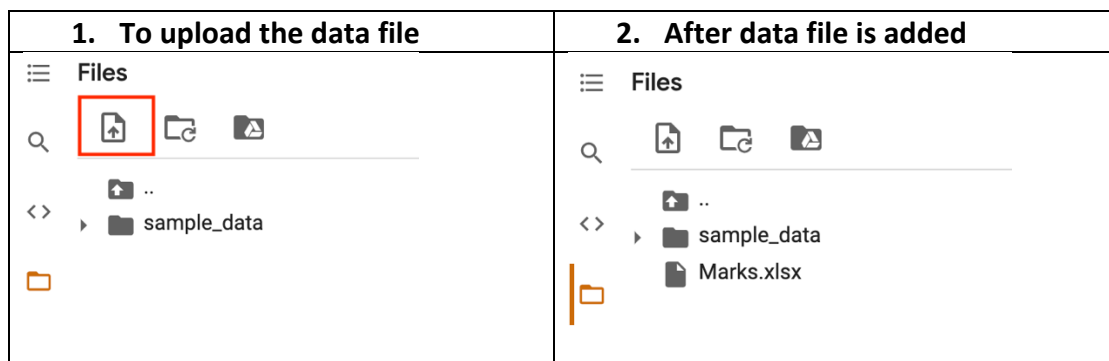 1. To upload the data file
Files
..
sample_data
2. After data file is added
Files
..
sample_data
Marks.xlsx